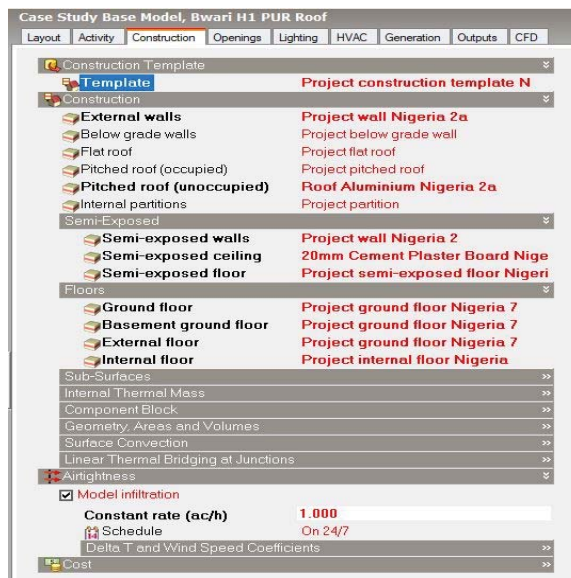 Case Study Base Model, Bwari H1 PUR Roof
Layout Activity Construction Openings Lighting HVAC Generation Outputs CFD
Construction Template
Template Project construction template N
Construction
External walls Project wall Nigeria 2a
Below grade walls Project below grade wall
Flat roof Project flat roof
Pitched roof (occupied) Project pitched roof
Pitched roof (unoccupied) Roof Aluminium Nigeria 2a
Internal partitions Project partition
Semi-Exposed
Semi-exposed walls Project wall Nigeria 2
Semi-exposed ceiling 20mm Cement Plaster Board Nige
Semi-exposed floor Project semi-exposed floor Nigeri
Floors
Ground floor Project ground floor Nigeria 7
Basement ground floor Project ground floor Nigeria 7
External floor Project ground floor Nigeria 7
Internal floor Project internal floor Nigeria
Sub-Surfaces
Internal Thermal Mass
Component Block
Geometry, Areas and Volumes
Surface Convection
Linear Thermal Bridging at Junctions
Airtightness
Model infiltration
Constant rate (ac/h) 1.000
Schedule On 24/7
Delta T and Wind Speed Coefficients
Cost